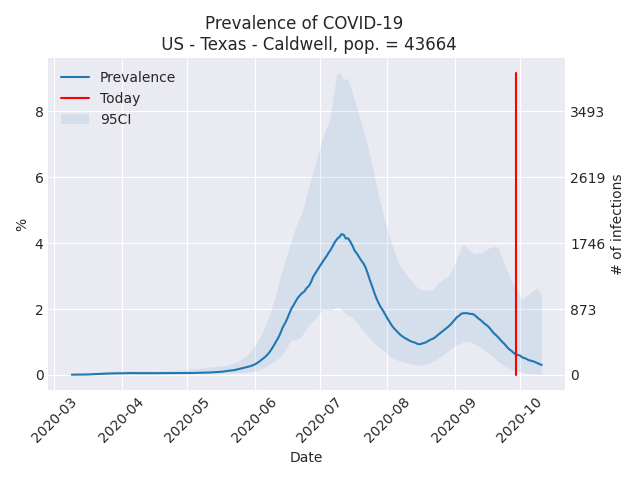 Prevalence of COVID-19
US - Texas - Caldwell, pop. = 43664
Prevalence
Today
95CI
%
8
6
4
2
0
3493
2619
1746
873
0
# of infections
2020-03
2020-04
2020-05
2020-06
2020-07
2020-08
2020-09
2020-10
Date